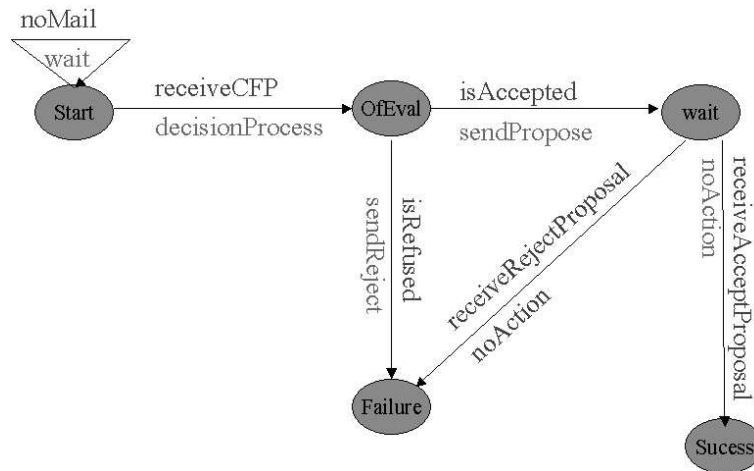 noMail
wait
Start
receiveCFP
decisionProcess
OfEval
isAccepted
sendPropose
wait
isRefused
sendReject
receiveRejectProposal
noAction
receiveAcceptProposal
noAction
Failure
Sucess